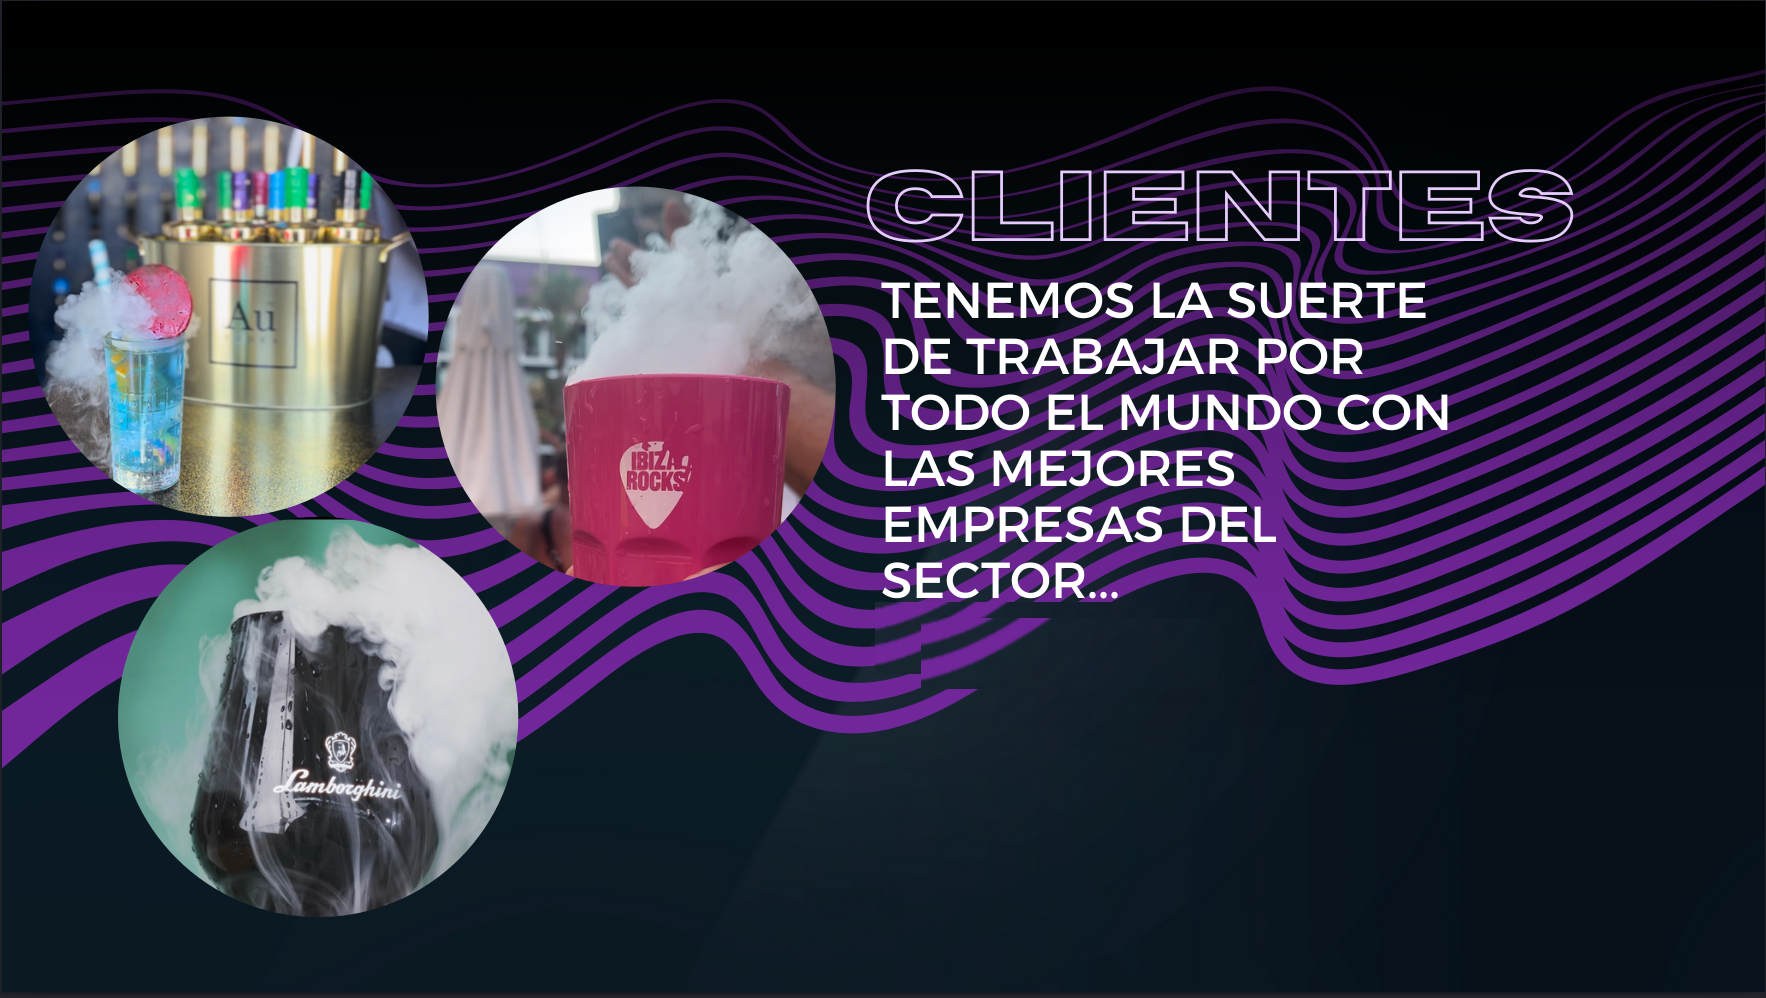 CLIENTES
TENEMOS LA SUERTE
DE TRABAJAR POR
TODO EL MUNDO CON
LAS MEJORES
EMPRESAS DEL
SECTOR...
Au
IBIZA
ROCKS
Lamborghini